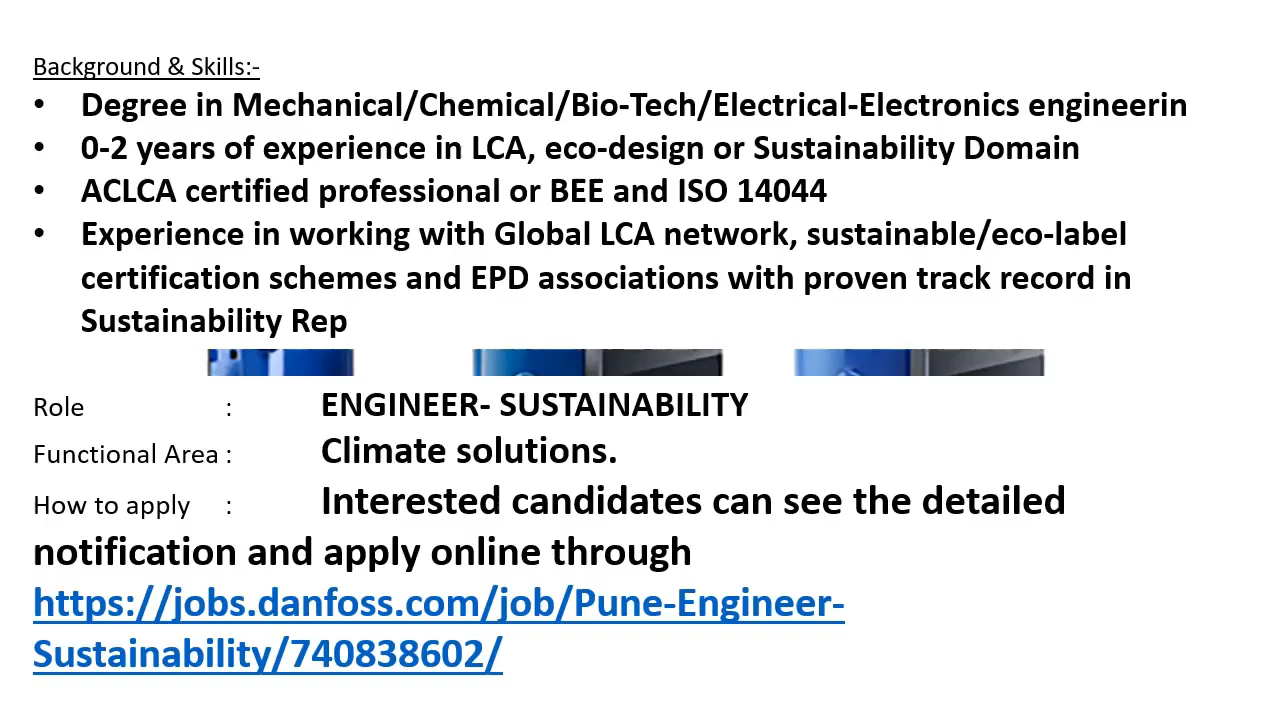 Background & Skills:-
• Degree in Mechanical/Chemical/Bio-Tech/Electrical-Electronics engineerin
• 0-2 years of experience in LCA, eco-design or Sustainability Domain
• ACLCA certified professional or BEE and ISO 14044
• Experience in working with Global LCA network, sustainable/eco-label
certification schemes and EPD associations with proven track record in
Sustainability Rep
Role : ENGINEER- SUSTAINABILITY
Functional Area : Climate solutions.
How to apply : Interested candidates can see the detailed
notification and apply online through
https://jobs.danfoss.com/job/Pune-Engineer-
Sustainability/740838602/